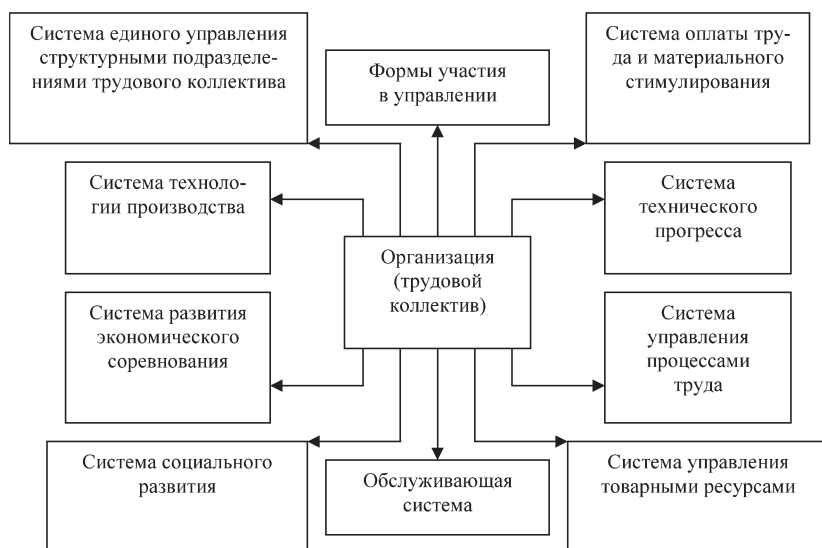 Система единого управления
структурными подразделе-
ниями трудового коллектива
Формы участия
в управлении
Система оплаты тру-
да и материального
стимулирования
Система техноло-
гии производства
Организация
(трудовой
коллектив)
Система
технического
прогресса
Система развития
экономического
соревнования
Система
управления
процессами
труда
Система социального
развития
Обслуживающая
система
Система управления
товарными ресурсами